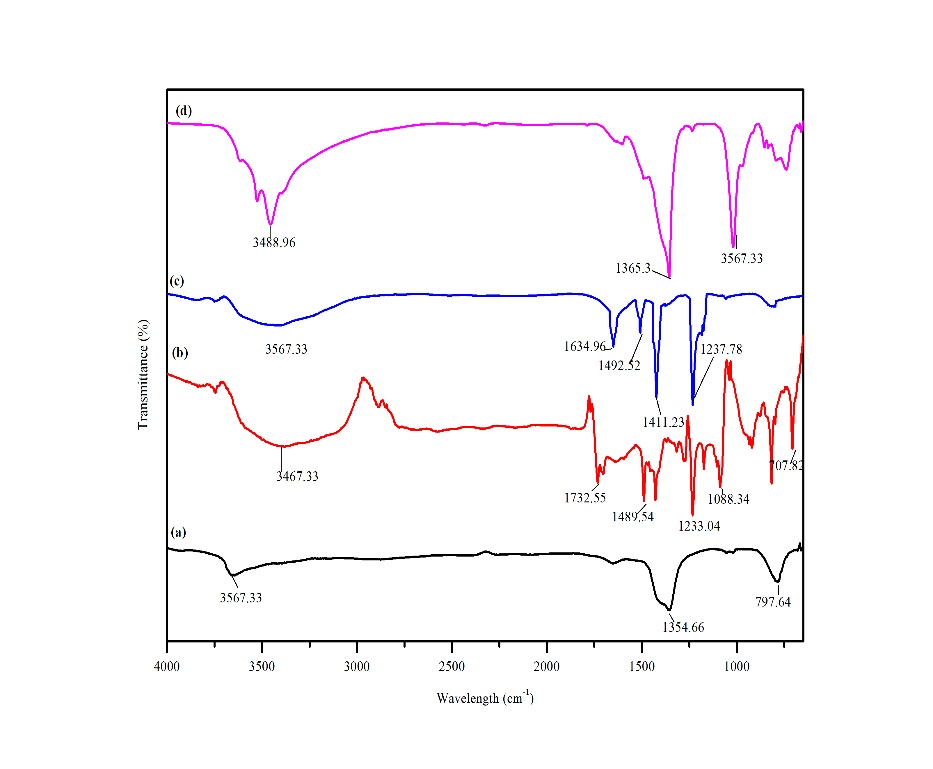 (d)
3488.96
1365.3
3567.33
(c)
3567.33
1634.96
1492.52
1411.23
1237.78
(b)
3467.33
1732.55
1489.54
1233.04
1088.34
707.82
(a)
3567.33
1354.66
797.64
Transmittance (%)
4000 3500 3000 2500 2000 1500 1000
Wavelength (cm⁻¹)